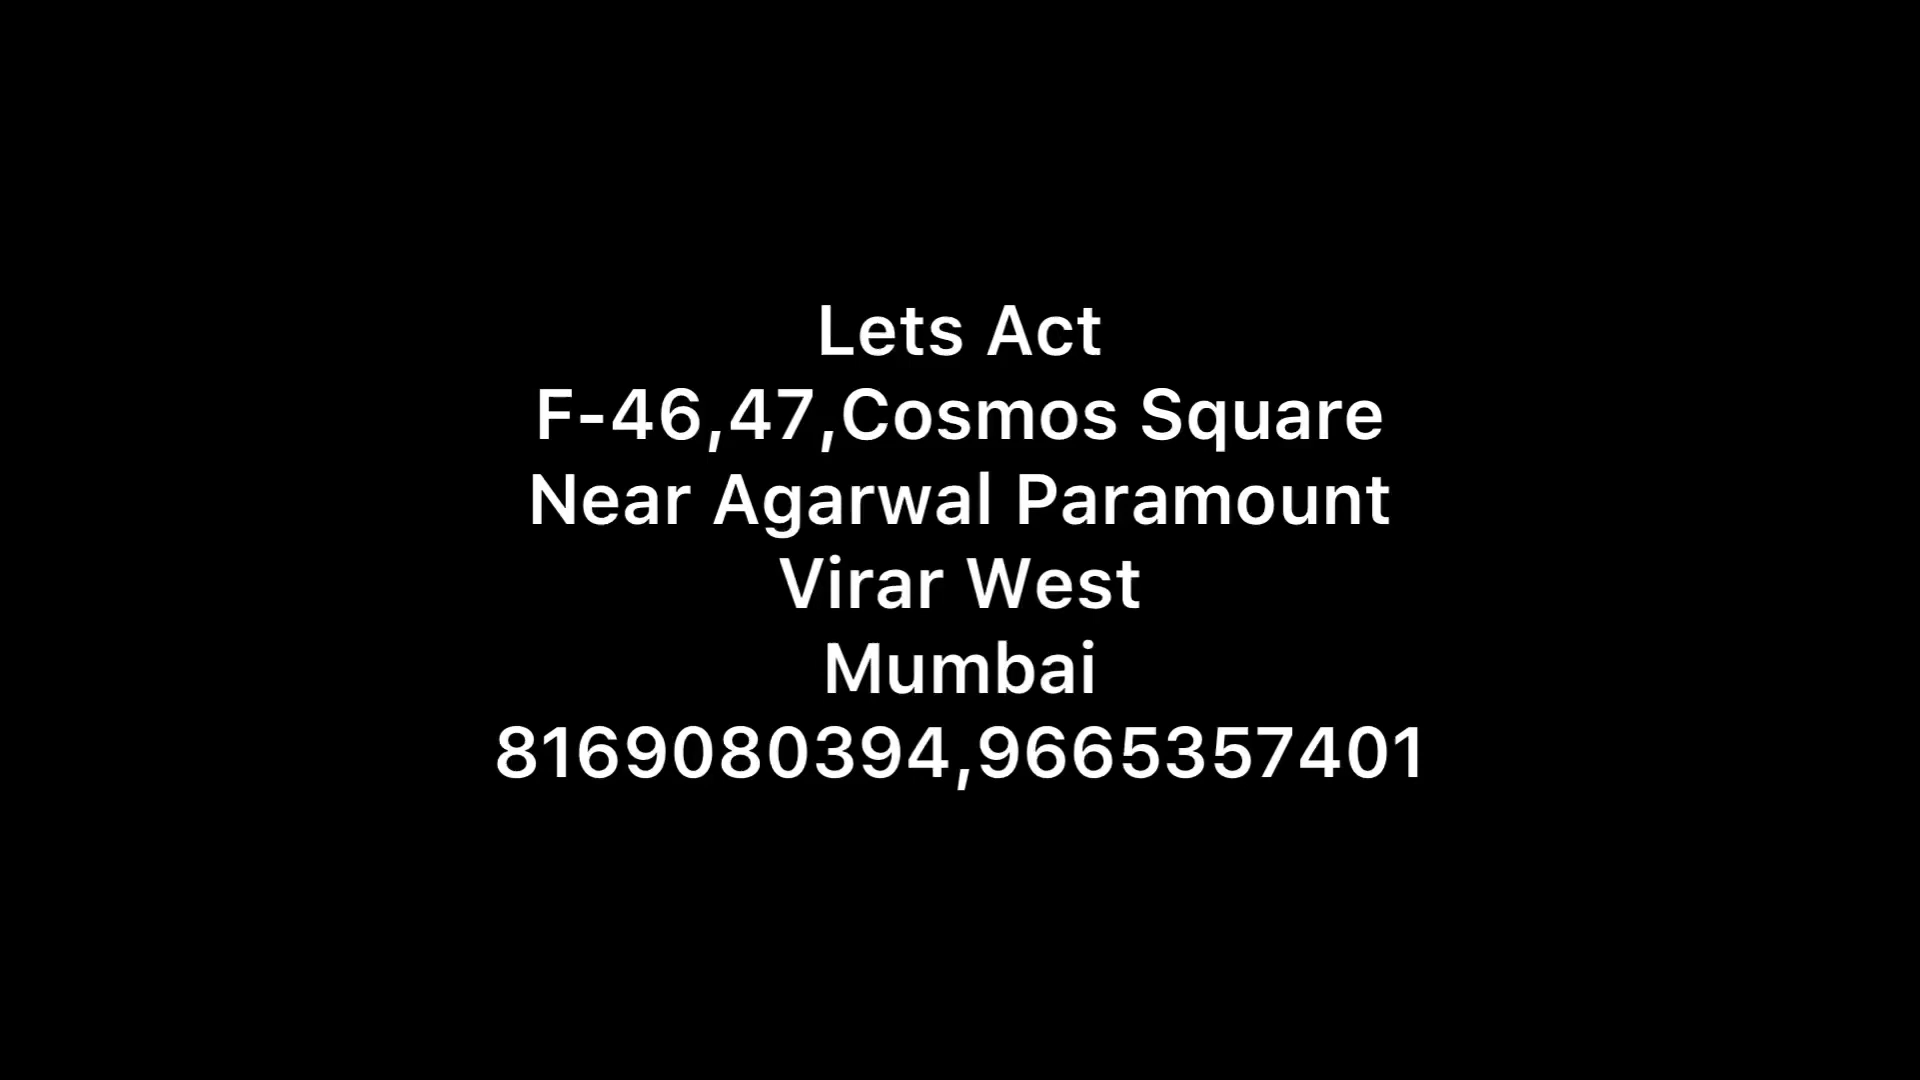 Lets Act
F-46,47,Cosmos Square
Near Agarwal Paramount
Virar West
Mumbai
8169080394,9665357401